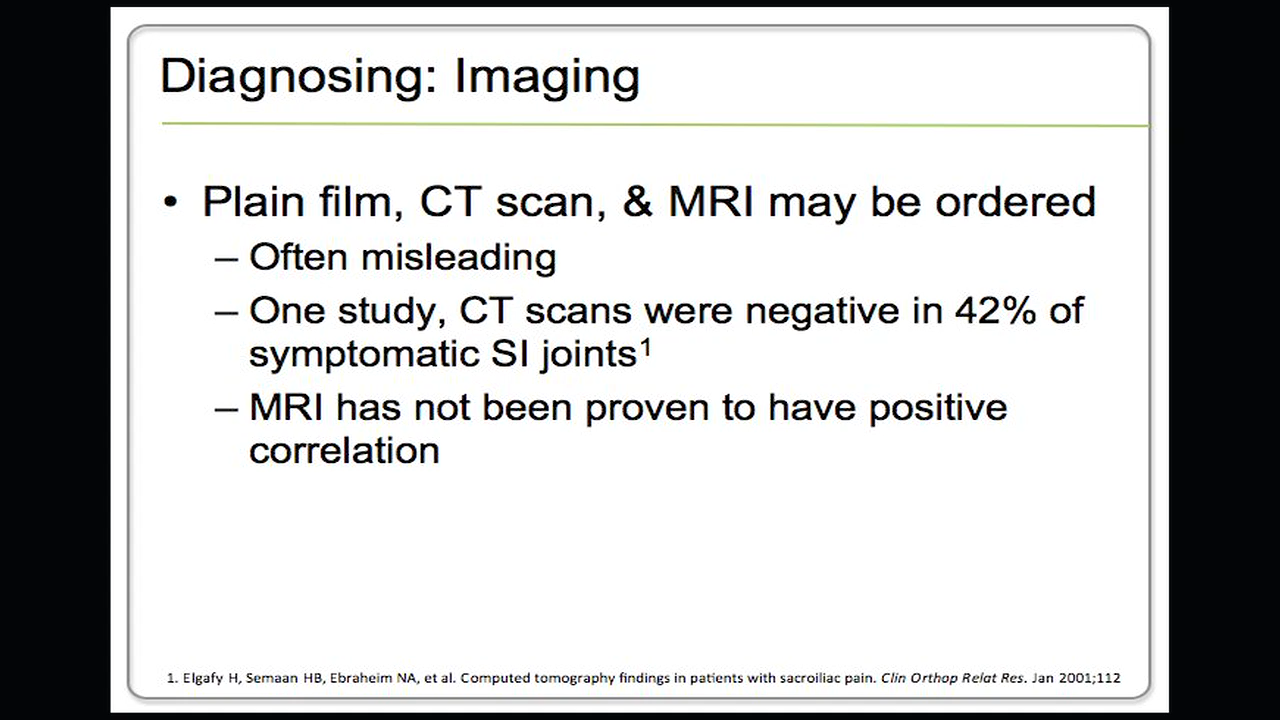 Diagnosing: Imaging
• Plain film, CT scan, & MRI may be ordered
– Often misleading
– One study, CT scans were negative in 42% of
symptomatic SI joints¹
– MRI has not been proven to have positive
correlation
1. Elgafy H, Semaan HB, Ebraheim NA, et al. Computed tomography findings in patients with sacroiliac pain. Clin Orthop Relat Res. Jan 2001;112